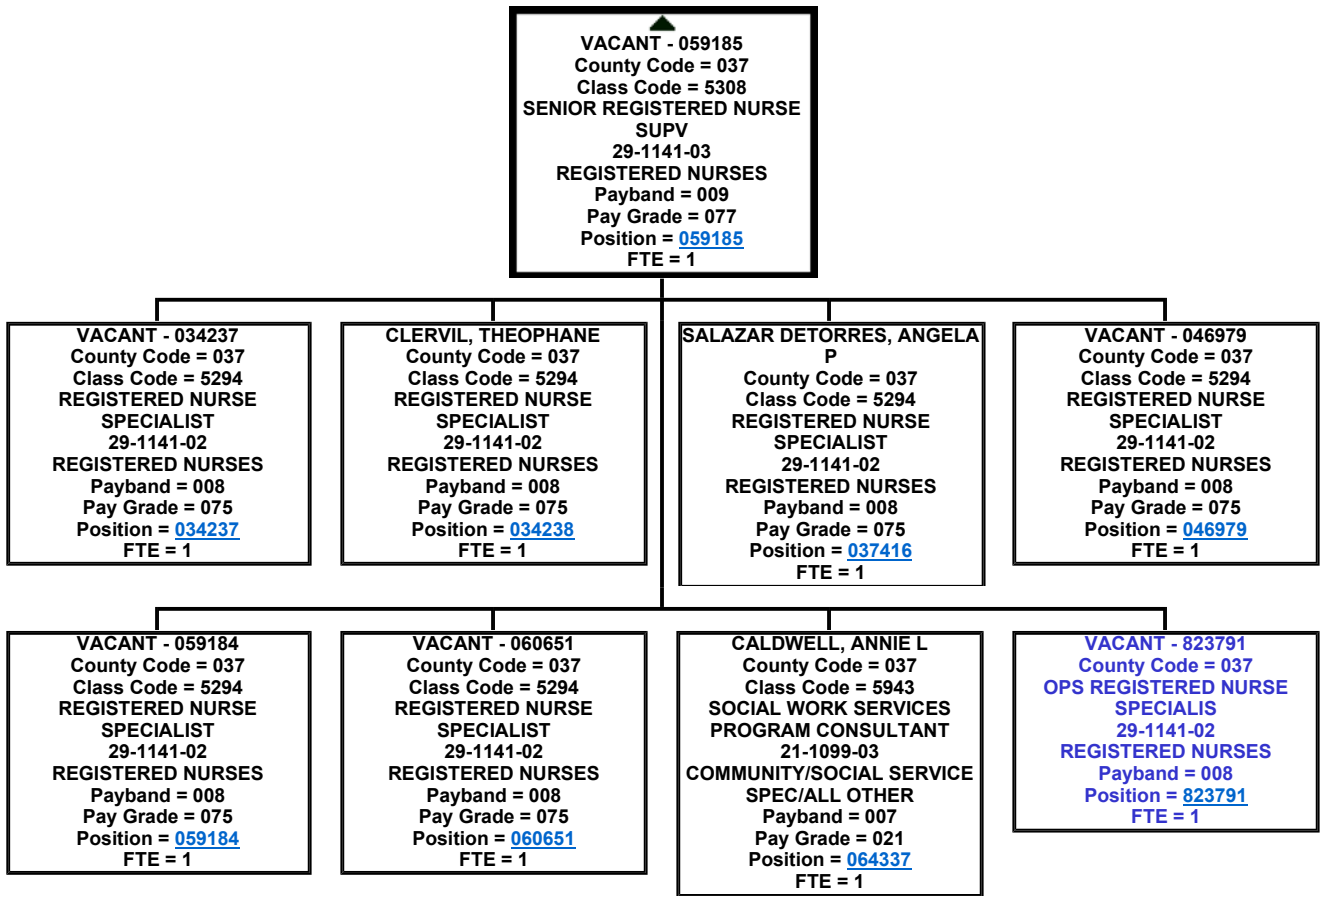 VACANT - 059185
County Code = 037
Class Code = 5308
SENIOR REGISTERED NURSE
SUPV
29-1141-03
REGISTERED NURSES
Payband = 009
Pay Grade = 077
Position = 059185
FTE = 1
VACANT - 034237
County Code = 037
Class Code = 5294
REGISTERED NURSE
SPECIALIST
29-1141-02
REGISTERED NURSES
Payband = 008
Pay Grade = 075
Position = 034237
FTE = 1
CLERVIL, THEOPHANE
County Code = 037
Class Code = 5294
REGISTERED NURSE
SPECIALIST
29-1141-02
REGISTERED NURSES
Payband = 008
Pay Grade = 075
Position = 034238
FTE = 1
SALAZAR DETORRES, ANGELA
P
County Code = 037
Class Code = 5294
REGISTERED NURSE
SPECIALIST
29-1141-02
REGISTERED NURSES
Payband = 008
Pay Grade = 075
Position = 037416
FTE = 1
VACANT - 046979
County Code = 037
Class Code = 5294
REGISTERED NURSE
SPECIALIST
29-1141-02
REGISTERED NURSES
Payband = 008
Pay Grade = 075
Position = 046979
FTE = 1
VACANT - 059184
County Code = 037
Class Code = 5294
REGISTERED NURSE
SPECIALIST
29-1141-02
REGISTERED NURSES
Payband = 008
Pay Grade = 075
Position = 059184
FTE = 1
VACANT - 060651
County Code = 037
Class Code = 5294
REGISTERED NURSE
SPECIALIST
29-1141-02
REGISTERED NURSES
Payband = 008
Pay Grade = 075
Position = 060651
FTE = 1
CALDWELL, ANNIE L
County Code = 037
Class Code = 5943
SOCIAL WORK SERVICES
PROGRAM CONSULTANT
21-1099-03
COMMUNITY/SOCIAL SERVICE
SPEC/ALL OTHER
Payband = 007
Pay Grade = 021
Position = 064337
FTE = 1
VACANT - 823791
County Code = 037
OPS REGISTERED NURSE
SPECIALIS
29-1141-02
REGISTERED NURSES
Payband = 008
Position = 823791
FTE = 1